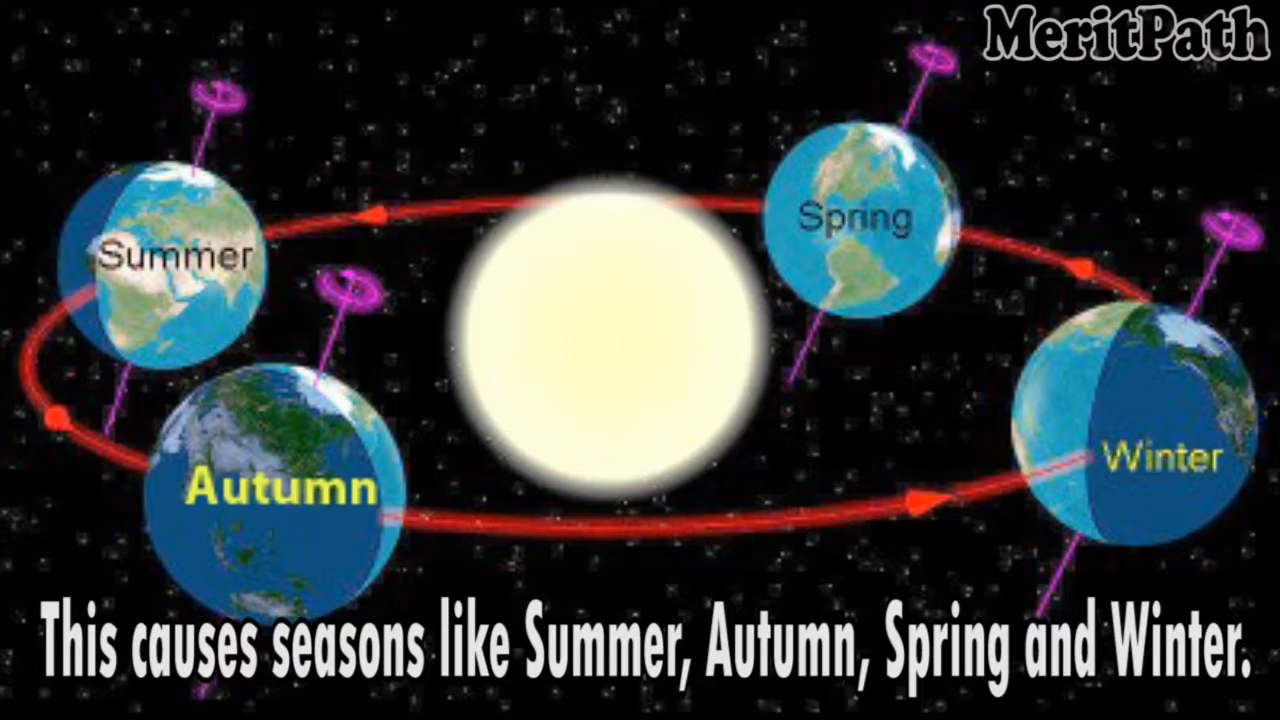 MeritPath
Spring
Summer
Winter
Autumn
This causes seasons like Summer, Autumn, Spring and Winter.